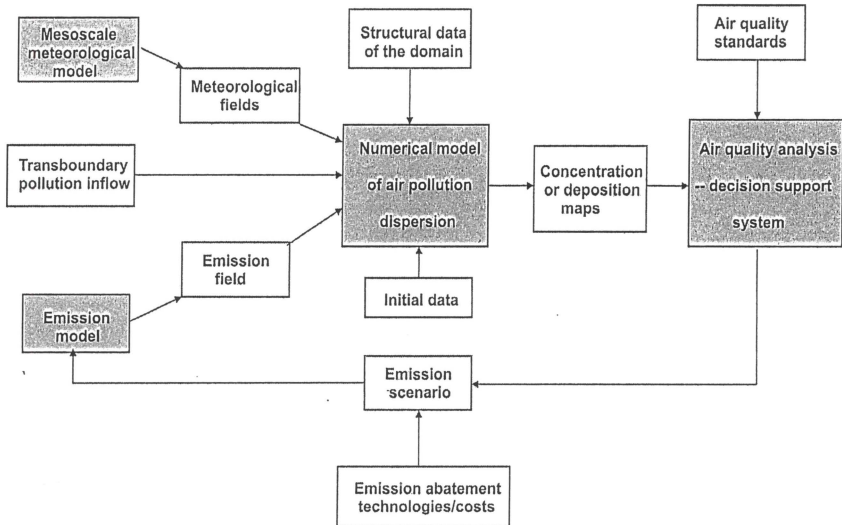 Mesoscale
meteorological
model
Structural data
of the domain
Air quality
standards
Meteorological
fields
Transboundary
pollution inflow
Numerical model
of air pollution
dispersion
Concentration
or deposition
maps
Air quality analysis
-- decision support
system
Emission
field
Initial data
Emission
model
Emission
scenario
Emission abatement
technologies/costs